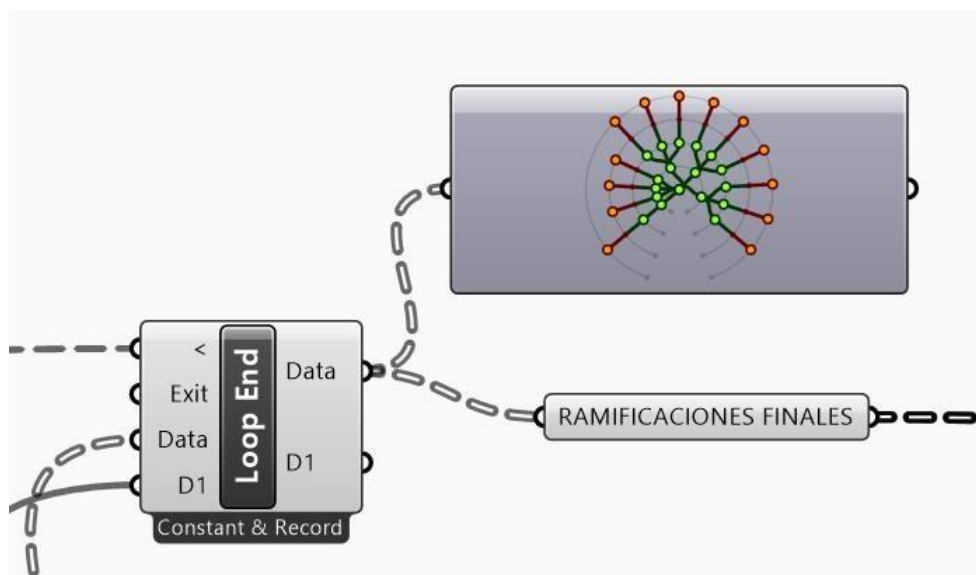 <
Exit
Data
D1
Loop End
Data
D1
Constant & Record
RAMIFICACIONES FINALES